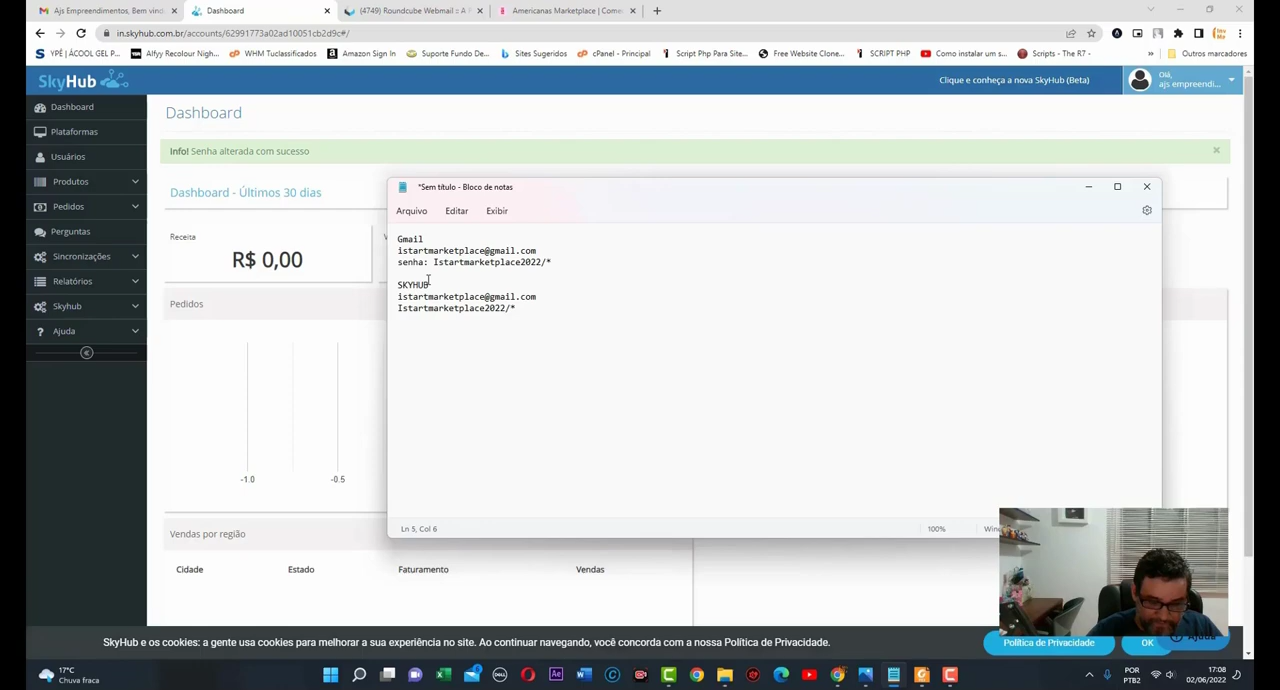 Ajs Empreendimentos, Bem vind
Dashboard
(4749) Roundcube Webmail :: A P
Americanas Marketplace | Come
in.skyhub.com.br/accounts/62991773a02ad10051cb2d9c#/
YPÊ | ÁCOOL GEL P...
Alfyy Recolour Nigh...
WHM Tuclassificados
Amazon Sign In
Suporte Fundo De...
Sites Sugeridos
cPanel - Principal
Script Php Para Site...
Free Website Clone...
SCRIPT PHP
Como instalar um s...
Scripts - The R7 -
»
Outros marcadores
SkyHub
Clique e conheça a nova SkyHub (Beta)
Olá,
ajs empreendi...
Dashboard
Plataformas
Usuários
Produtos
Pedidos
Perguntas
Sincronizações
Relatórios
Skyhub
Ajuda
Dashboard
Info! Senha alterada com sucesso
Dashboard - Últimos 30 dias
Receita
R$ 0,00
Pedidos
-1.0
-0.5
Vendas por região
Cidade
Estado
Faturamento
Vendas
*Sem título - Bloco de notas
Arquivo
Editar
Exibir
Gmail
istartmarketplace@gmail.com
senha: Istartmarketplace2022/*
SKYHUB
istartmarketplace@gmail.com
Istartmarketplace2022/*
Ln 5, Col 6
100%
Wind
SkyHub e os cookies: a gente usa cookies para melhorar a sua experiência no site. Ao continuar navegando, você concorda com a nossa Política de Privacidade.
Política de Privacidade
OK
Ajuda
17°C
Chuva fraca
POR
PTB2
17:08
02/06/2022